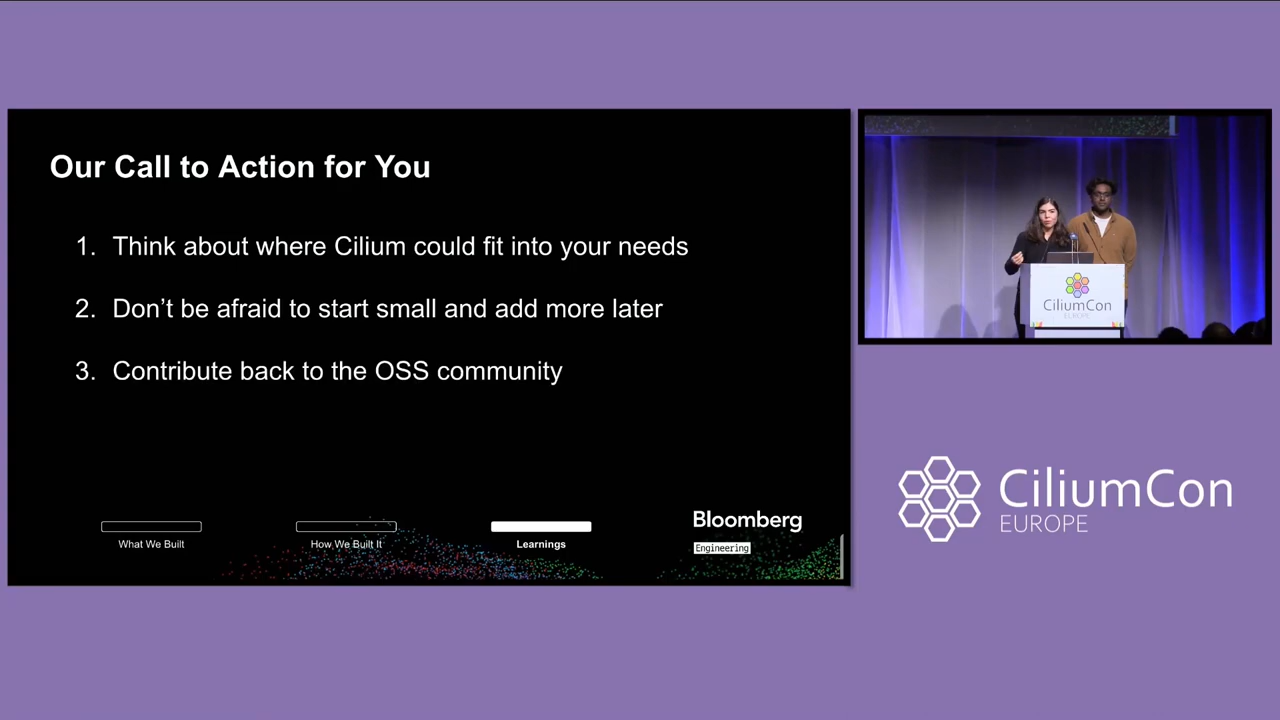 Our Call to Action for You
1. Think about where Cilium could fit into your needs
2. Don’t be afraid to start small and add more later
3. Contribute back to the OSS community
What We Built
How We Built It
Learnings
Bloomberg
Engineering
CiliumCon
EUROPE
CiliumCon
EUROPE